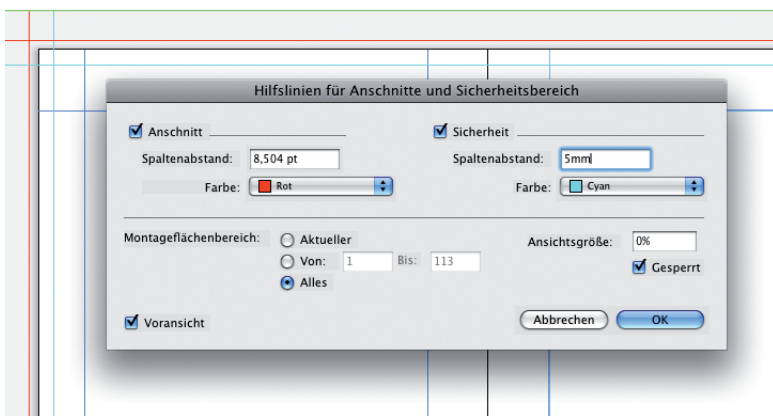 Hilfslinien für Anschnitte und Sicherheitsbereich
Anschnitt
Sicherheit
Spaltenabstand: 8,504 pt
Spaltenabstand: 5mm
Farbe: Rot
Farbe: Cyan
Montageflächenbereich:
Aktueller
Von: 1 Bis: 113
Alles
Ansichtsgröße: 0%
Gesperrt
Voransicht
Abbrechen
OK